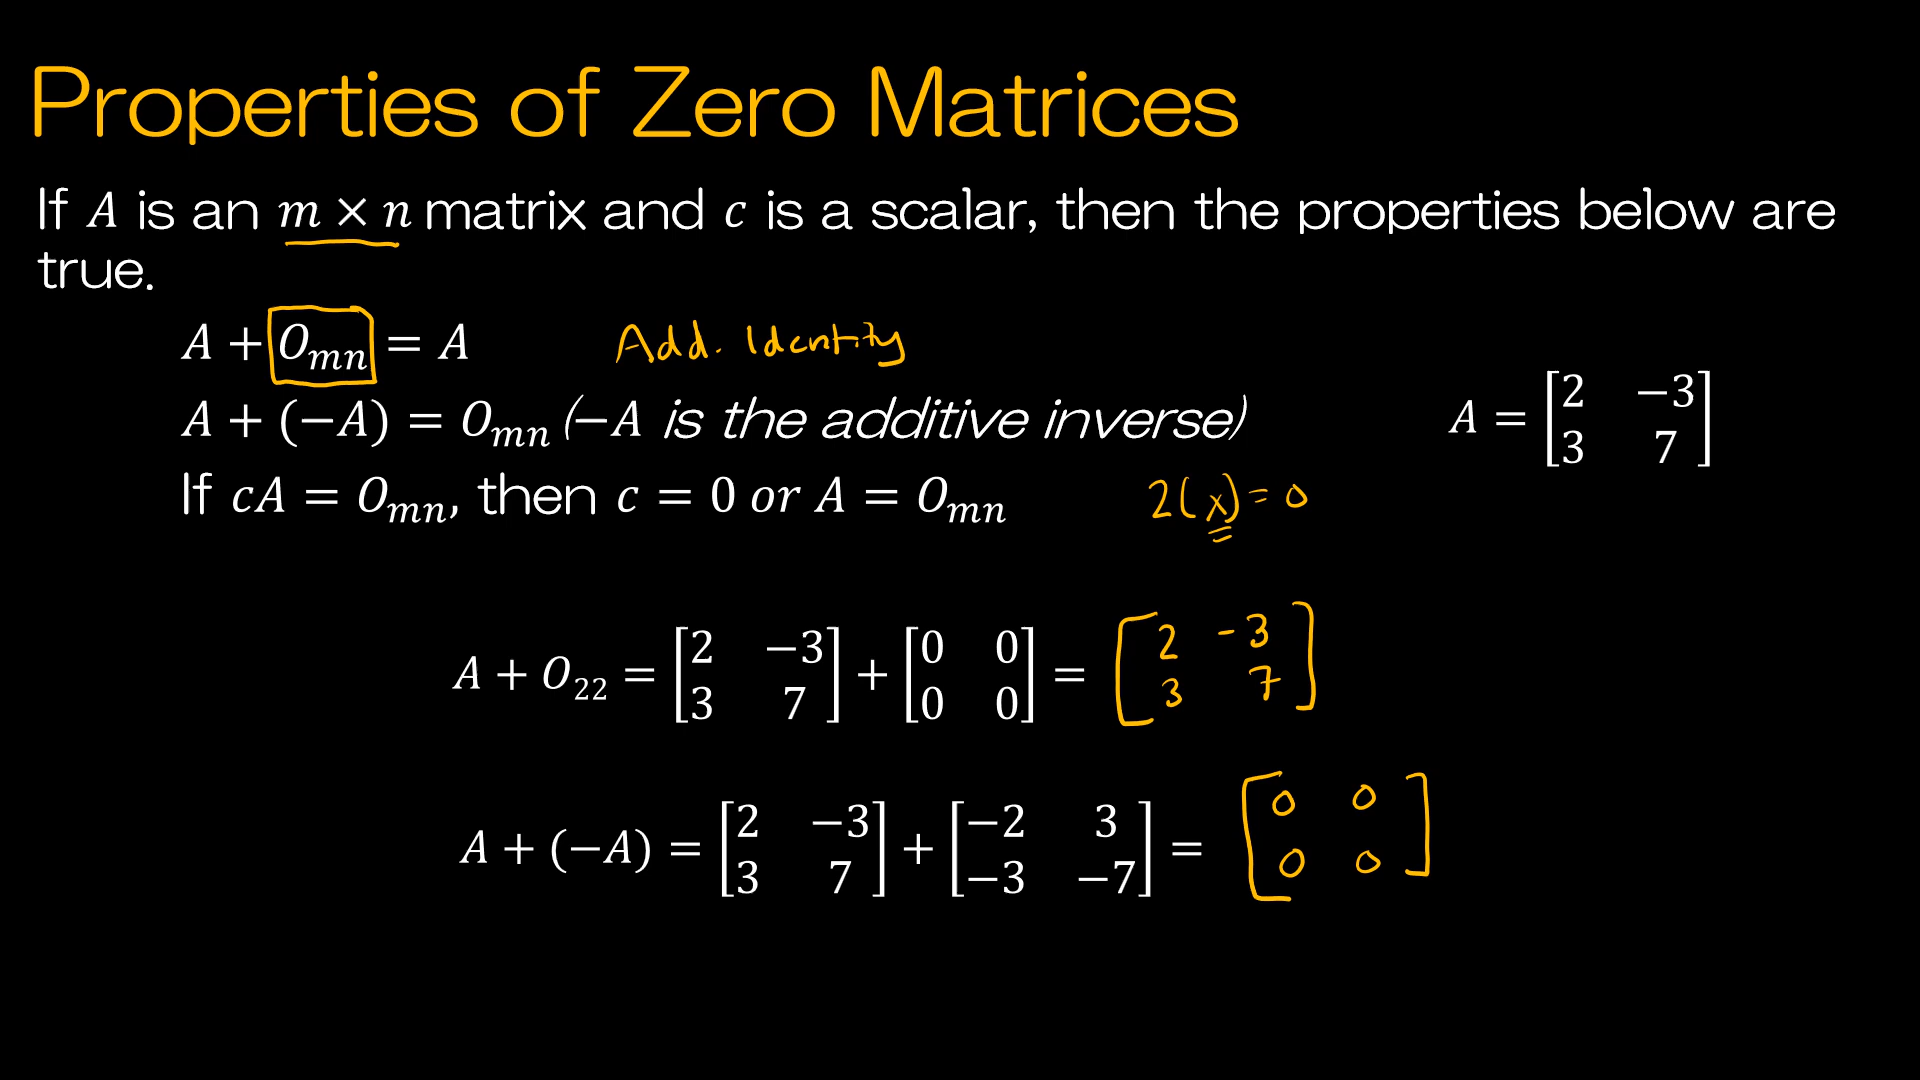 Properties of Zero Matrices
If A is an m × n matrix and c is a scalar, then the properties below are
true.
A + O_mn = A Add. Identity
A + (−A) = O_mn (−A is the additive inverse)
A = [2 −3; 3 7]
If cA = O_mn, then c = 0 or A = O_mn 2(x) = 0
A + O_22 = [2 −3; 3 7] + [0 0; 0 0] = [2 -3; 3 7]
A + (−A) = [2 −3; 3 7] + [−2 3; −3 −7] = [0 0; 0 0]